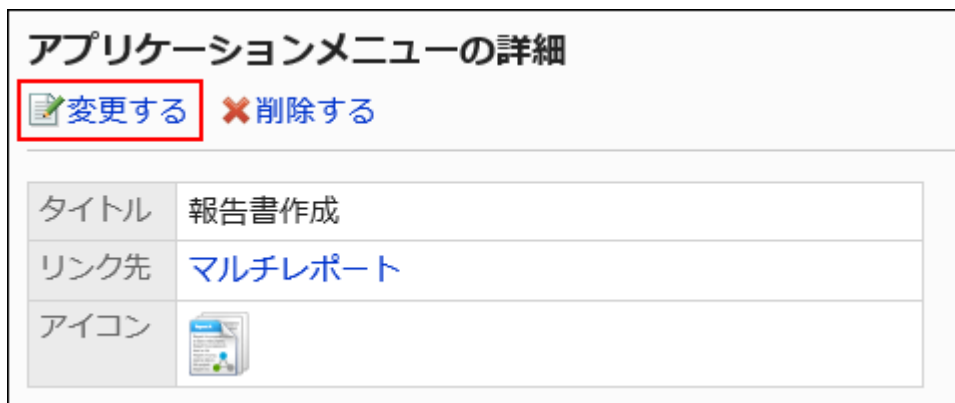 アプリケーションメニューの詳細
変更する 削除する
タイトル 報告書作成
リンク先 マルチレポート
アイコン